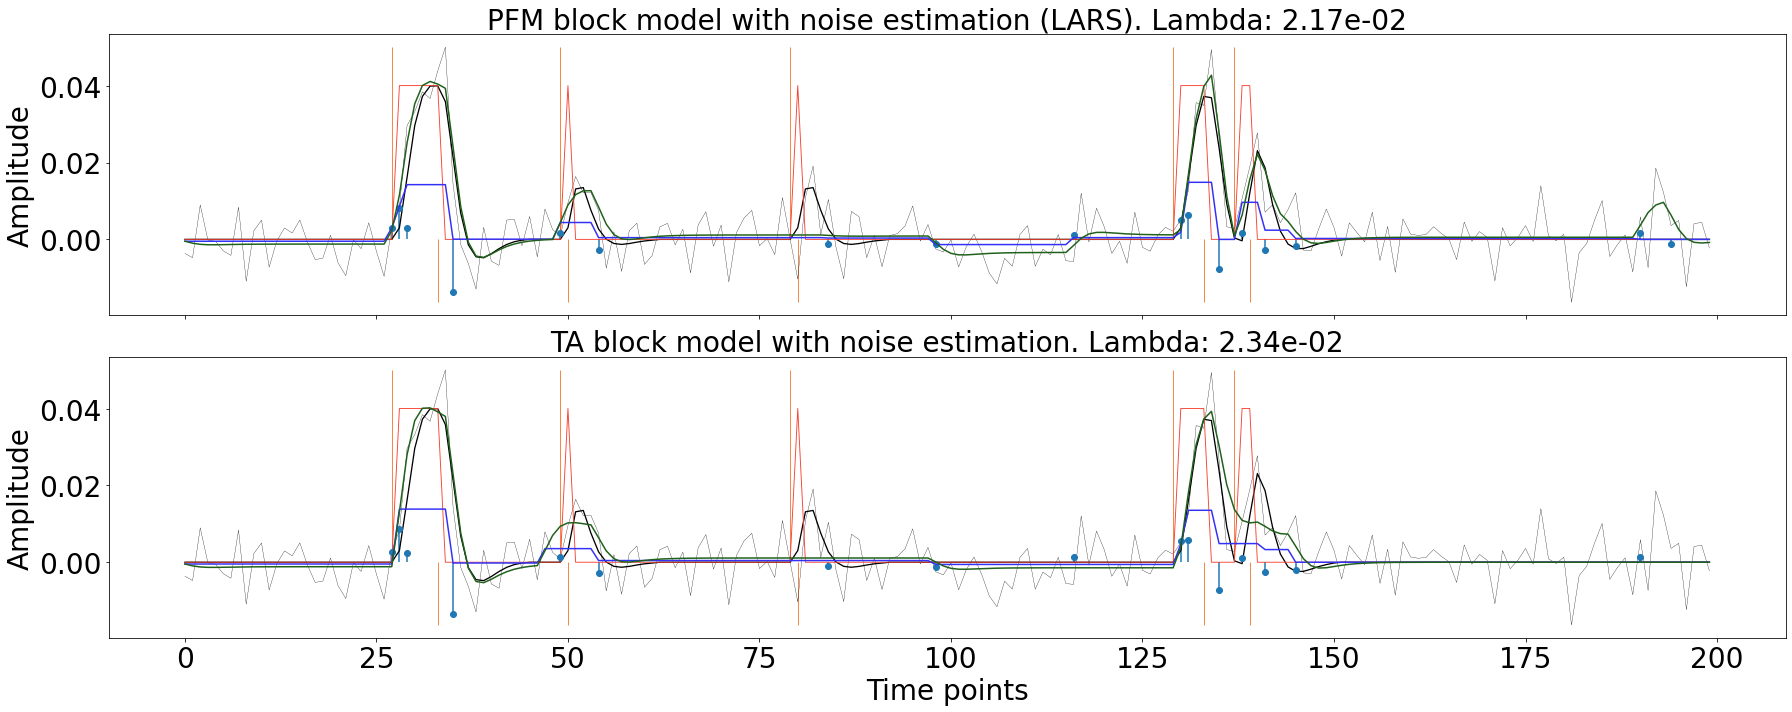 PFM block model with noise estimation (LARS). Lambda: 2.17e-02
Amplitude
0.04
0.02
0.00
TA block model with noise estimation. Lambda: 2.34e-02
Amplitude
0.04
0.02
0.00
0 25 50 75 100 125 150 175 200
Time points